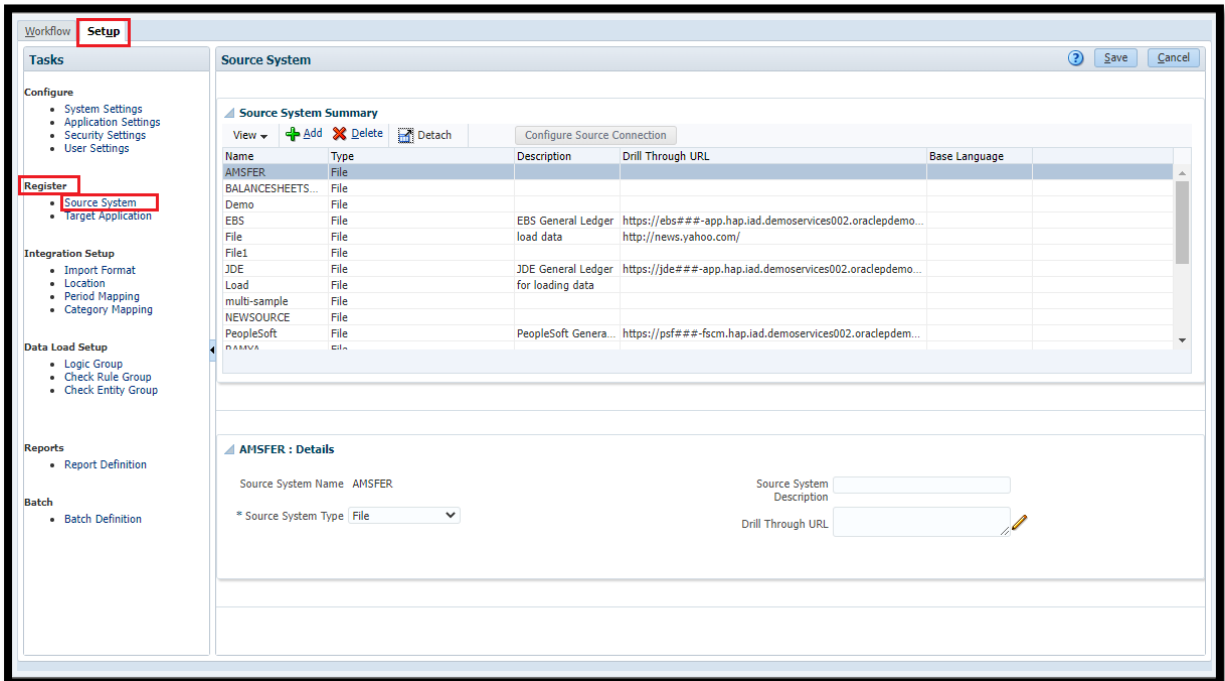 Workflow Setup
Tasks
Configure
System Settings
Application Settings
Security Settings
User Settings
Register
Source System
Target Application
Integration Setup
Import Format
Location
Period Mapping
Category Mapping
Data Load Setup
Logic Group
Check Rule Group
Check Entity Group
Reports
Report Definition
Batch
Batch Definition
Source System ? Save Cancel
Source System Summary
View Add Delete Detach Configure Source Connection
Name Type Description Drill Through URL Base Language
AMSFER File
BALANCESHEETS... File
Demo File
EBS File EBS General Ledger https://ebs###-app.hap.iad.demoservices002.oraclepdemo...
File File load data http://news.yahoo.com/
File1 File
JDE File JDE General Ledger https://jde###-app.hap.iad.demoservices002.oraclepdemo...
Load File for loading data
multi-sample File
NEWSOURCE File
PeopleSoft File PeopleSoft Genera... https://psf###-fscm.hap.iad.demoservices002.oraclepdem...
File
AMSFER : Details
Source System Name AMSFER
* Source System Type File
Source System
Description
Drill Through URL